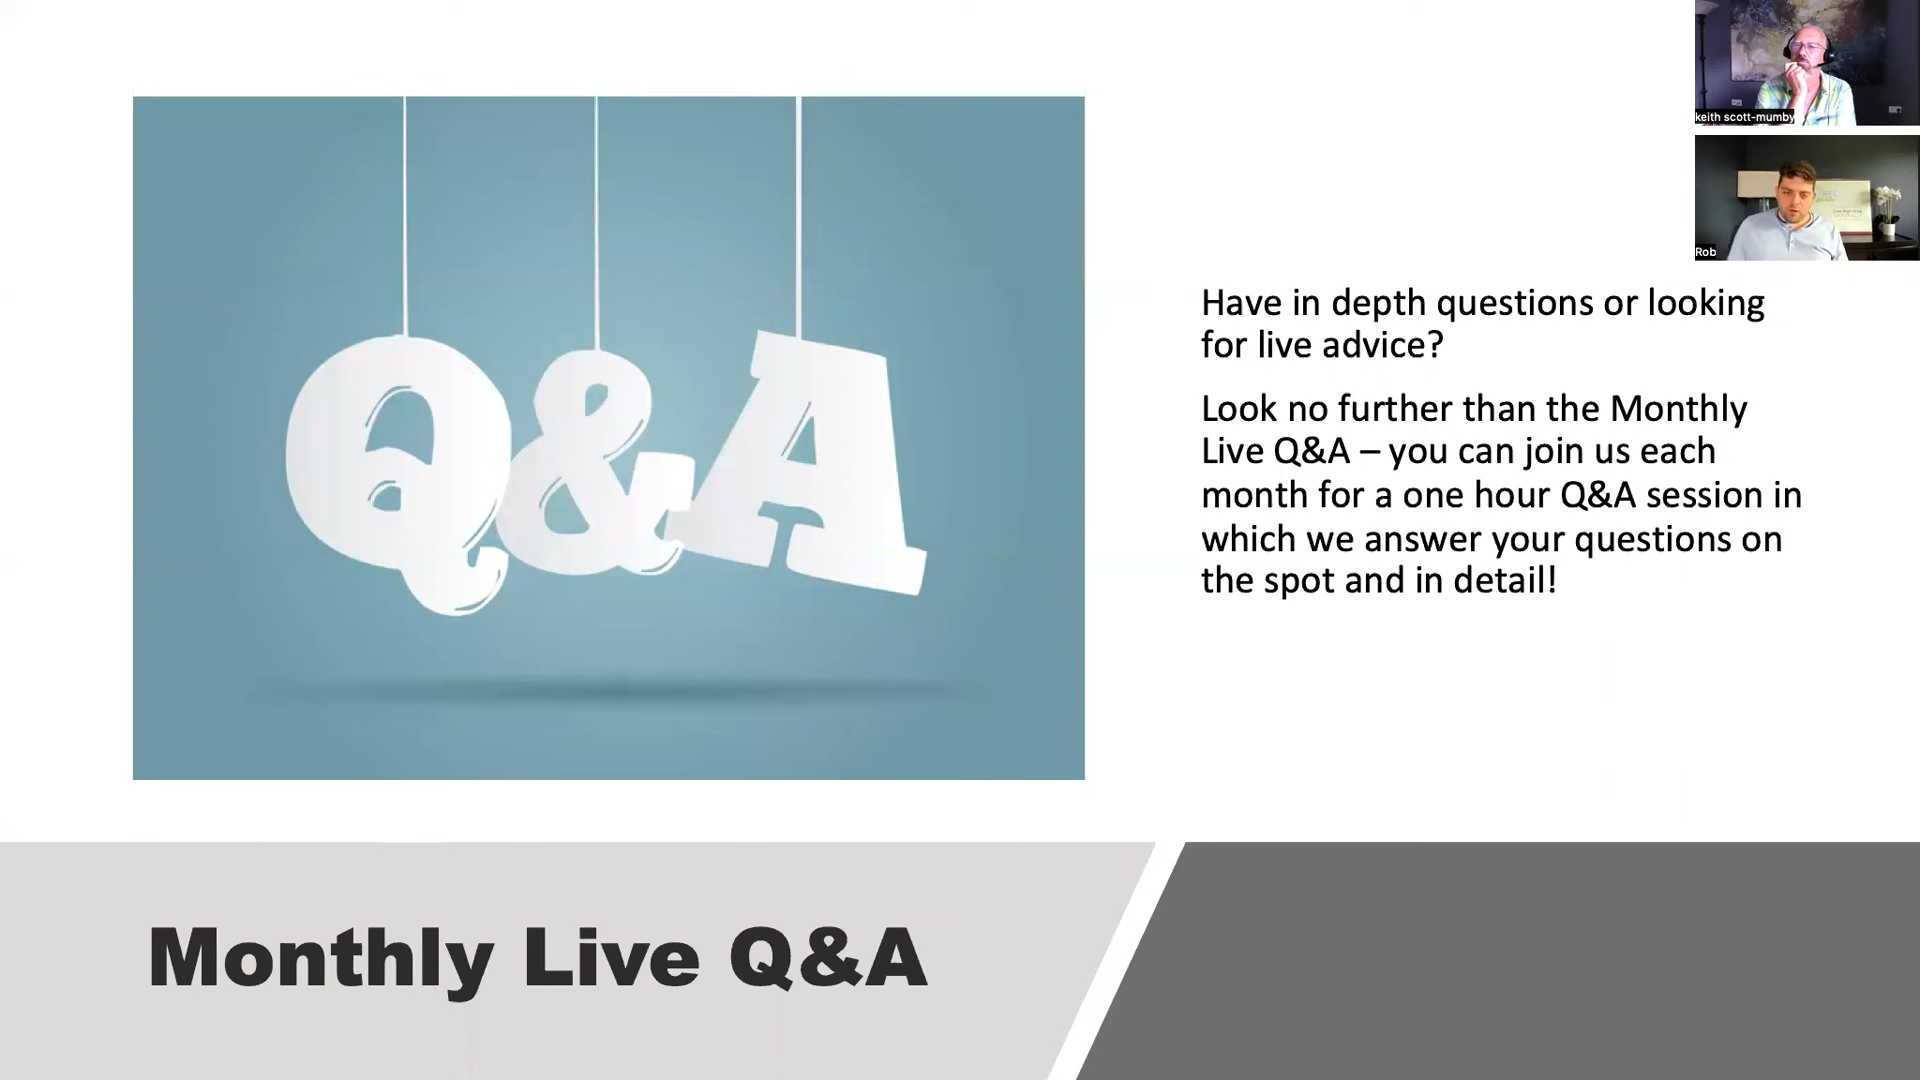 keith scott-mumby
Rob
Q&A
Have in depth questions or looking
for live advice?
Look no further than the Monthly
Live Q&A – you can join us each
month for a one hour Q&A session in
which we answer your questions on
the spot and in detail!
Monthly Live Q&A